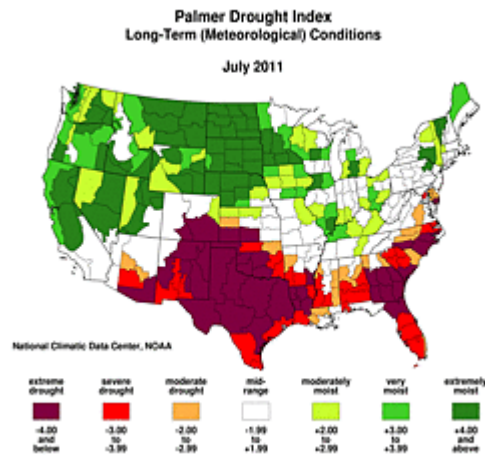 Palmer Drought Index
Long-Term (Meteorological) Conditions
July 2011
National Climatic Data Center, NOAA
extreme drought
severe drought
moderate drought
mid-range
moderately moist
very moist
extremely moist
-4.00 and below
-3.00 to -3.99
-2.00 to -2.99
-1.99 to +1.99
+2.00 to +2.99
+3.00 to +3.99
+4.00 and above